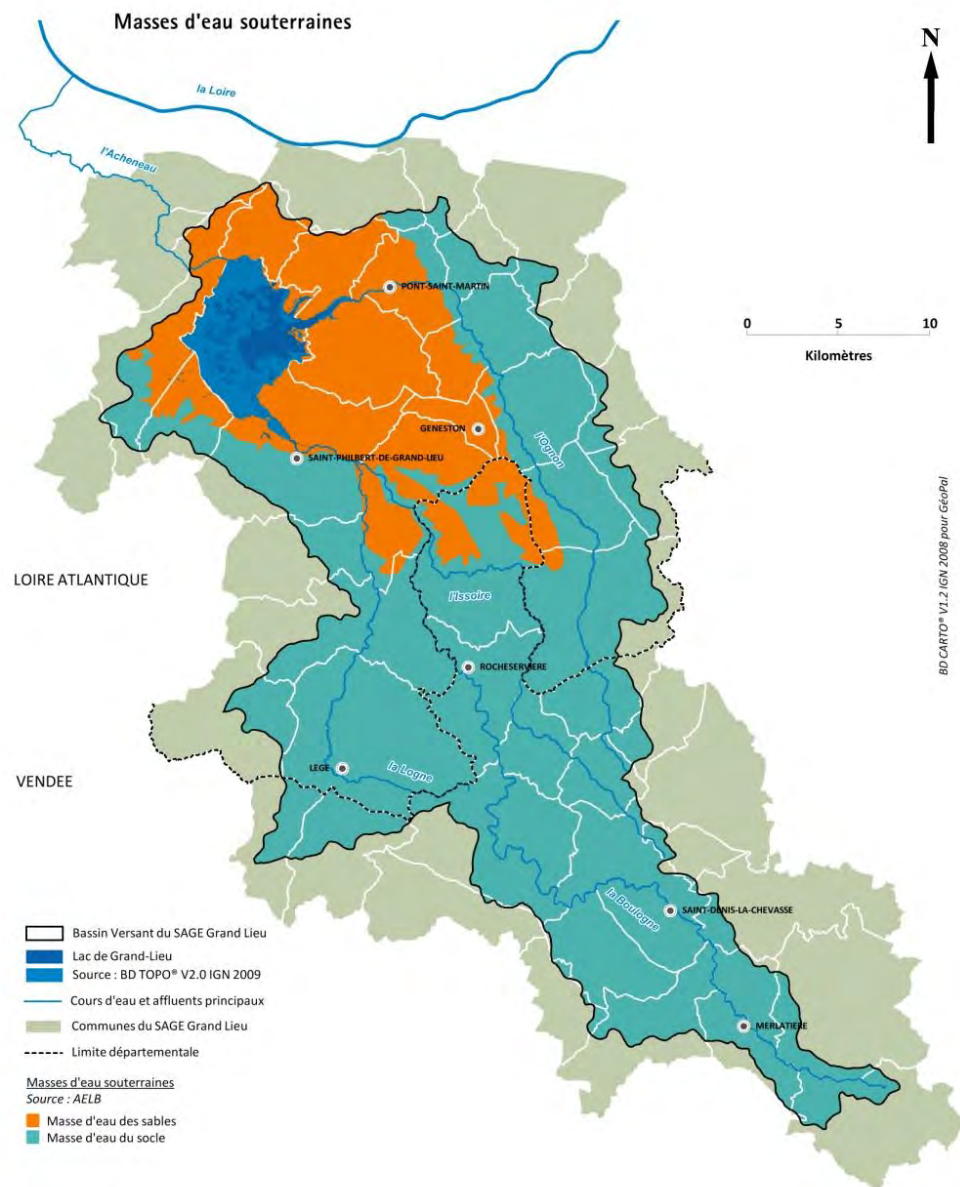 Masses d'eau souterraines
N
la Loire
l'Acheneau
PONT-SAINT-MARTIN
0 5 10
Kilomètres
GENESTON
l'Ognon
SAINT-PHILBERT-DE-GRAND-LIEU
LOIRE ATLANTIQUE
l'Issoire
BD CARTO® V1.2 IGN 2008 pour GéoPal
ROCHESERVIERE
LEGE
la Logne
VENDEE
la Boulogne
SAINT-DENIS-LA-CHEVASSE
MERLATIERE
Bassin Versant du SAGE Grand Lieu
Lac de Grand-Lieu
Source : BD TOPO® V2.0 IGN 2009
Cours d'eau et affluents principaux
Communes du SAGE Grand Lieu
Limite départementale
Masses d'eau souterraines
Source : AELB
Masse d'eau des sables
Masse d'eau du socle